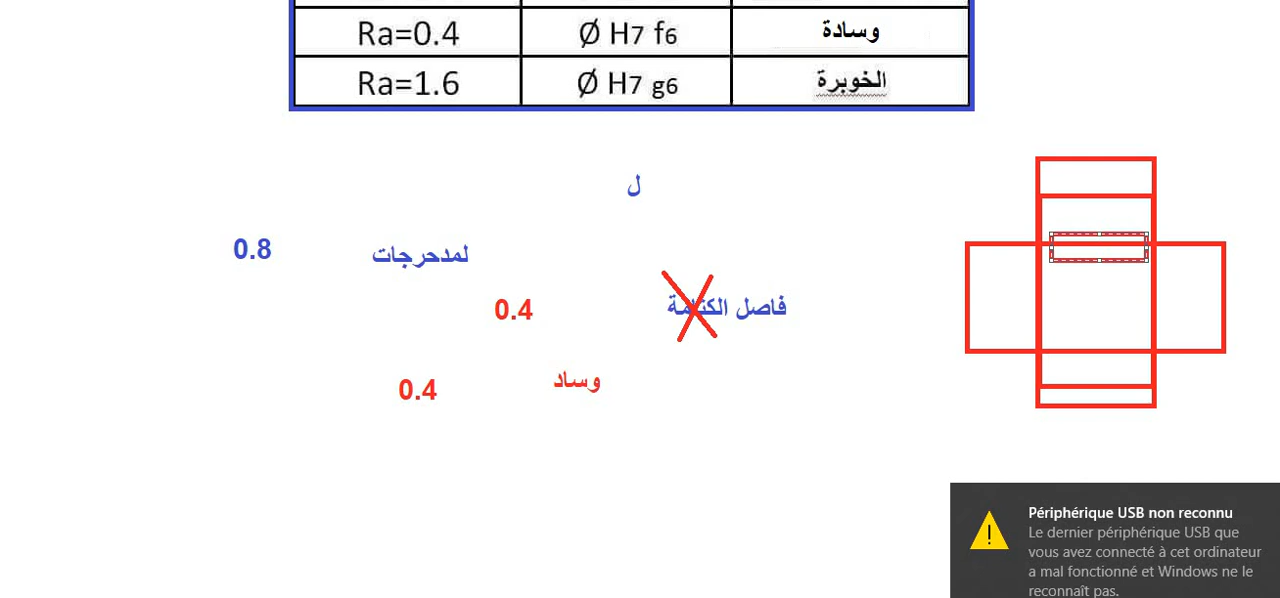 وسادة Ø H7 f6 Ra=0.4
الخوبرة Ø H7 g6 Ra=1.6
ل
لمدحرجات 0.8
فاصل الكتامة 0.4
وساد 0.4
Périphérique USB non reconnu
Le dernier périphérique USB que
vous avez connecté à cet ordinateur
a mal fonctionné et Windows ne le
reconnaît pas.